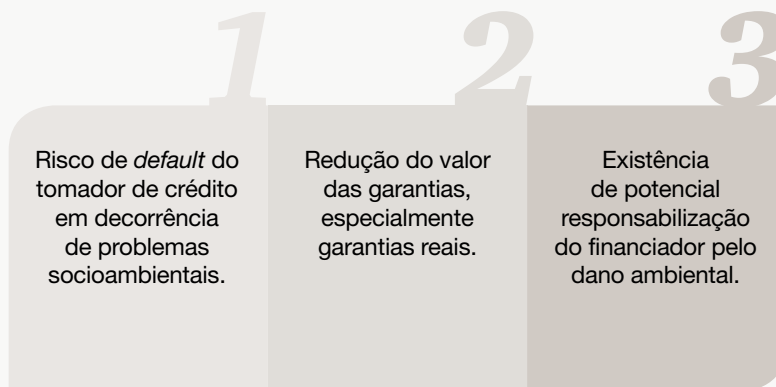 1
Risco de default do
tomador de crédito
em decorrência
de problemas
socioambientais.
2
Redução do valor
das garantias,
especialmente
garantias reais.
3
Existência
de potencial
responsabilização
do financiador pelo
dano ambiental.